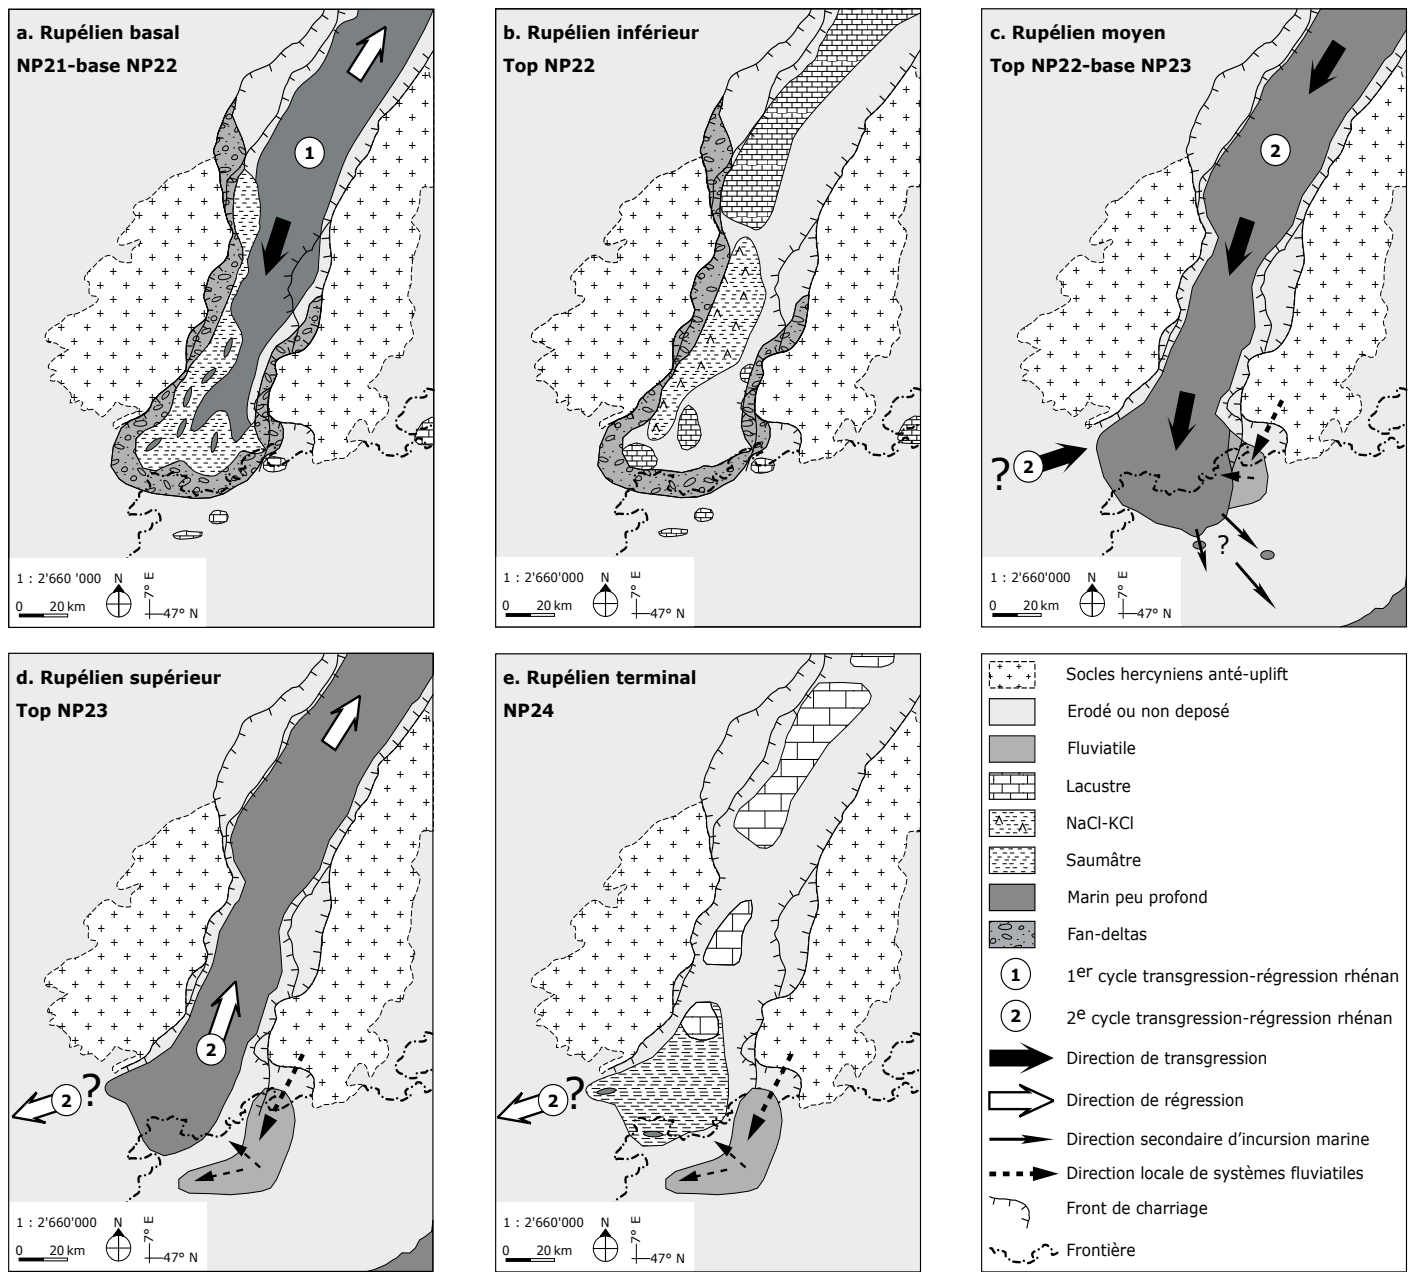 a. Rupélien basal
NP21-base NP22
1
1 : 2'660 '000
N
7° E
0 20 km
47° N
b. Rupélien inférieur
Top NP22
1 : 2'660'000
N
7° E
0 20 km
47° N
c. Rupélien moyen
Top NP22-base NP23
2
? 2
?
1 : 2'660'000
N
7° E
0 20 km
47° N
d. Rupélien supérieur
Top NP23
2
2 ?
1 : 2'660'000
N
7° E
0 20 km
47° N
e. Rupélien terminal
NP24
2 ?
1 : 2'660'000
N
7° E
0 20 km
47° N
Socles hercyniens anté-uplift
Erodé ou non deposé
Fluviatile
Lacustre
NaCl-KCl
Saumâtre
Marin peu profond
Fan-deltas
1 1er cycle transgression-régression rhénan
2 2e cycle transgression-régression rhénan
Direction de transgression
Direction de régression
Direction secondaire d'incursion marine
Direction locale de systèmes fluviatiles
Front de charriage
Frontière